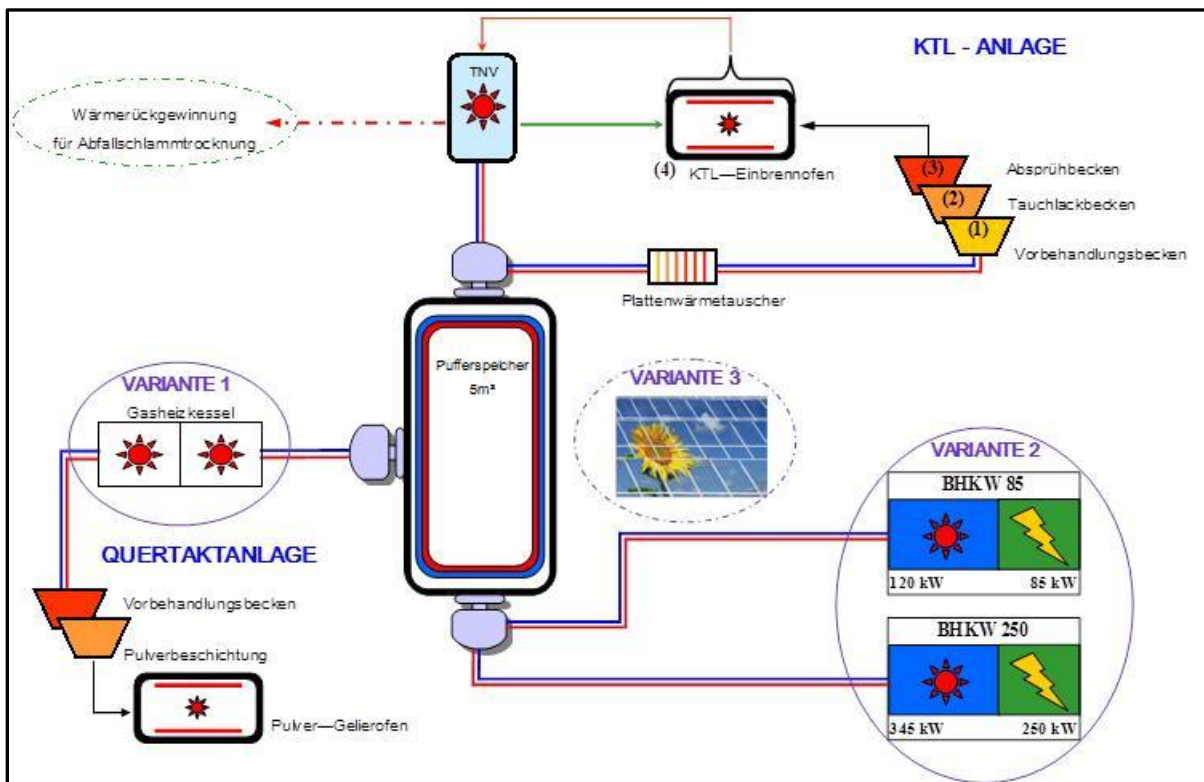 KTL - ANLAGE
TNV
Wärmerückgewinnung
für Abfallschlammtrocknung
(4)
KTL—Einbrennofen
(3)
Absprühbecken
(2)
Tauchlackbecken
(1)
Vorbehandlungsbecken
Plattenwärmetauscher
Pufferspeicher
5m³
VARIANTE 1
Gasheizkessel
VARIANTE 3
VARIANTE 2
BHKW 85
120 kW
85 kW
BHKW 250
345 kW
250 kW
QUERTAKTANLAGE
Vorbehandlungsbecken
Pulverbeschichtung
Pulver—Gelierofen